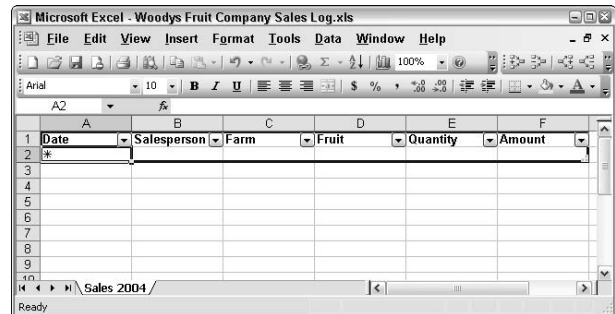 Microsoft Excel - Woodys Fruit Company Sales Log.xls
File Edit View Insert Format Tools Data Window Help
100%
Arial 10 B I U $ % , .00
A2 fx
A B C D E F
1 Date Salesperson Farm Fruit Quantity Amount
2 *
3
4
5
6
7
8
9
10
Sales 2004
Ready